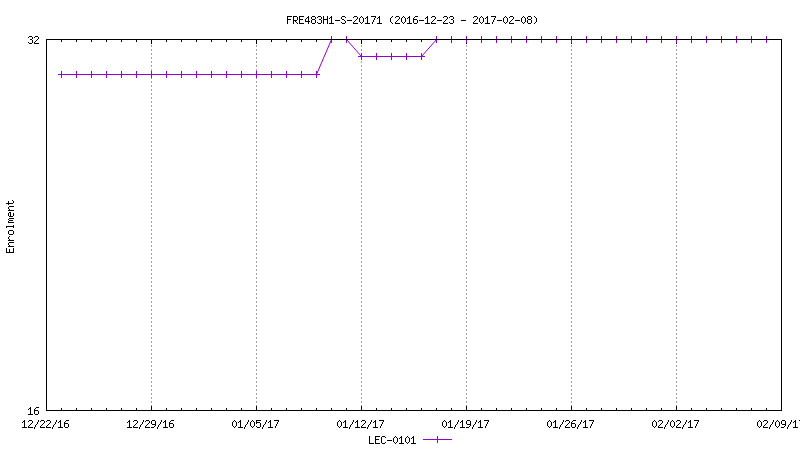 FRE483H1-S-20171 (2016-12-23 - 2017-02-08)
32
Enrolment
16
12/22/16 12/29/16 01/05/17 01/12/17 01/19/17 01/26/17 02/02/17 02/09/1
LEC-0101